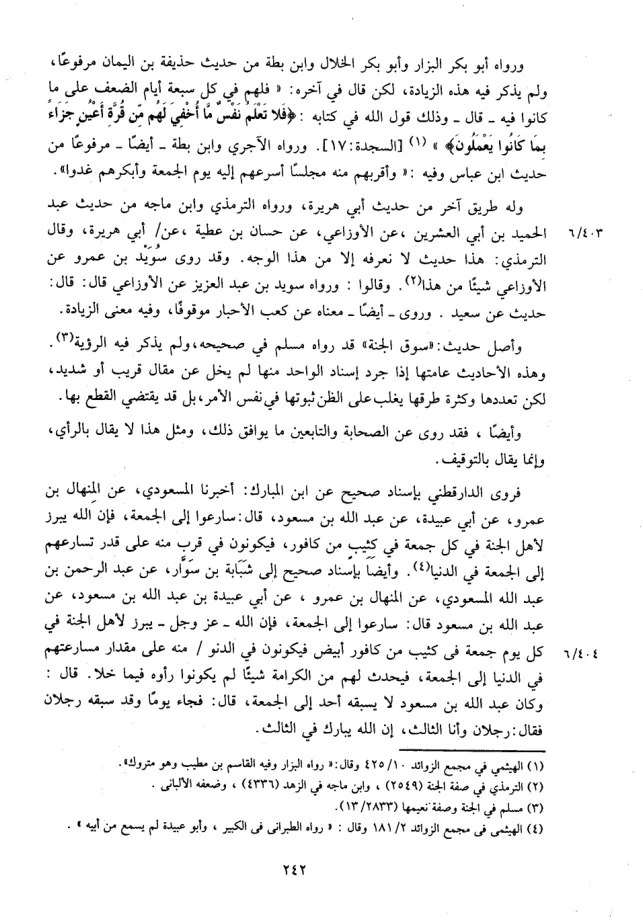 ورواه أبو بكر البزار وأبو بكر الخلال وابن بطة من حديث حذيفة بن اليمان مرفوعًا،
ولم يذكر فيه هذه الزيادة، لكن قال في آخره: « فلهم في كل سبعة أيام الضعف على ما
كانوا فيه ـ قال ـ وذلك قول الله في كتابه : ﴿فَلا تَعْلَمُ نَفْسٌ مَّا أُخْفِيَ لَهُم مِّن قُرَّةِ أَعْيُنٍ جَزَاءً
بِمَا كَانُوا يَعْمَلُونَ﴾ » (١) [السجدة:١٧]. ورواه الآجري وابن بطة ـ أيضًا ـ مرفوعًا من
حديث ابن عباس وفيه :« وأقربهم منه مجلسًا أسرعهم إليه يوم الجمعة وأبكرهم غدوا».
وله طريق آخر من حديث أبي هريرة، ورواه الترمذي وابن ماجه من حديث عبد
٦/٤٠٣ الحميد بن أبي العشرين ،عن الأوزاعي، عن حسان بن عطية ،عن/ أبي هريرة، وقال
الترمذي: هذا حديث لا نعرفه إلا من هذا الوجه. وقد روى سُوَيْد بن عمرو عن
الأوزاعي شيئًا من هذا(٢). وقالوا : ورواه سويد بن عبد العزيز عن الأوزاعي قال: قال:
حديث عن سعيد . وروى ـ أيضًا ـ معناه عن كعب الأحبار موقوفًا، وفيه معنى الزيادة.
وأصل حديث:«سوق الجنة» قد رواه مسلم في صحيحه،ولم يذكر فيه الرؤية(٣).
وهذه الأحاديث عامتها إذا جرد إسناد الواحد منها لم يخل عن مقال قريب أو شديد،
لكن تعددها وكثرة طرقها يغلب على الظن ثبوتها في نفس الأمر،بل قد يقتضي القطع بها.
وأيضًا ، فقد روى عن الصحابة والتابعين ما يوافق ذلك، ومثل هذا لا يقال بالرأي،
وإنما يقال بالتوقيف.
فروى الدارقطني بإسناد صحيح عن ابن المبارك: أخبرنا المسعودي، عن المِنهال بن
عمرو، عن أبي عبيدة، عن عبد الله بن مسعود، قال:سارعوا إلى الجمعة، فإن الله يبرز
لأهل الجنة في كل جمعة في كثيب من كافور، فيكونون في قرب منه على قدر تسارعهم
إلى الجمعة في الدنيا(٤). وأيضًا بإسناد صحيح إلى شَبَابة بن سَوَّار، عن عبد الرحمن بن
عبد الله المسعودي، عن المنهال بن عمرو ، عن أبي عبيدة بن عبد الله بن مسعود، عن
عبد الله بن مسعود قال: سارعوا إلى الجمعة، فإن الله ـ عز وجل ـ يبرز لأهل الجنة في
٦/٤٠٤ كل يوم جمعة فى كثيب من كافور أبيض فيكونون في الدنو / منه على مقدار مسارعتهم
في الدنيا إلى الجمعة، فيحدث لهم من الكرامة شيئًا لم يكونوا رأوه فيما خلا. قال :
وكان عبد الله بن مسعود لا يسبقه أحد إلى الجمعة، قال: فجاء يومًا وقد سبقه رجلان
فقال:رجلان وأنا الثالث، إن الله يبارك في الثالث.
(١) الهيثمي في مجمع الزوائد ٤٢٥/١٠ وقال:« رواه البزار وفيه القاسم بن مطيب وهو متروك».
(٢) الترمذي في صفة الجنة (٢٥٤٩) ، وابن ماجه في الزهد (٤٣٣٦) ، وضعفه الألبانى .
(٣) مسلم في الجنة وصفة نعيمها (١٣/٢٨٣٣).
(٤) الهيثمى فى مجمع الزوائد ١٨١/٢ وقال : « رواه الطبرانى فى الكبير ، وأبو عبيدة لم يسمع من أبيه » .
٢٤٢